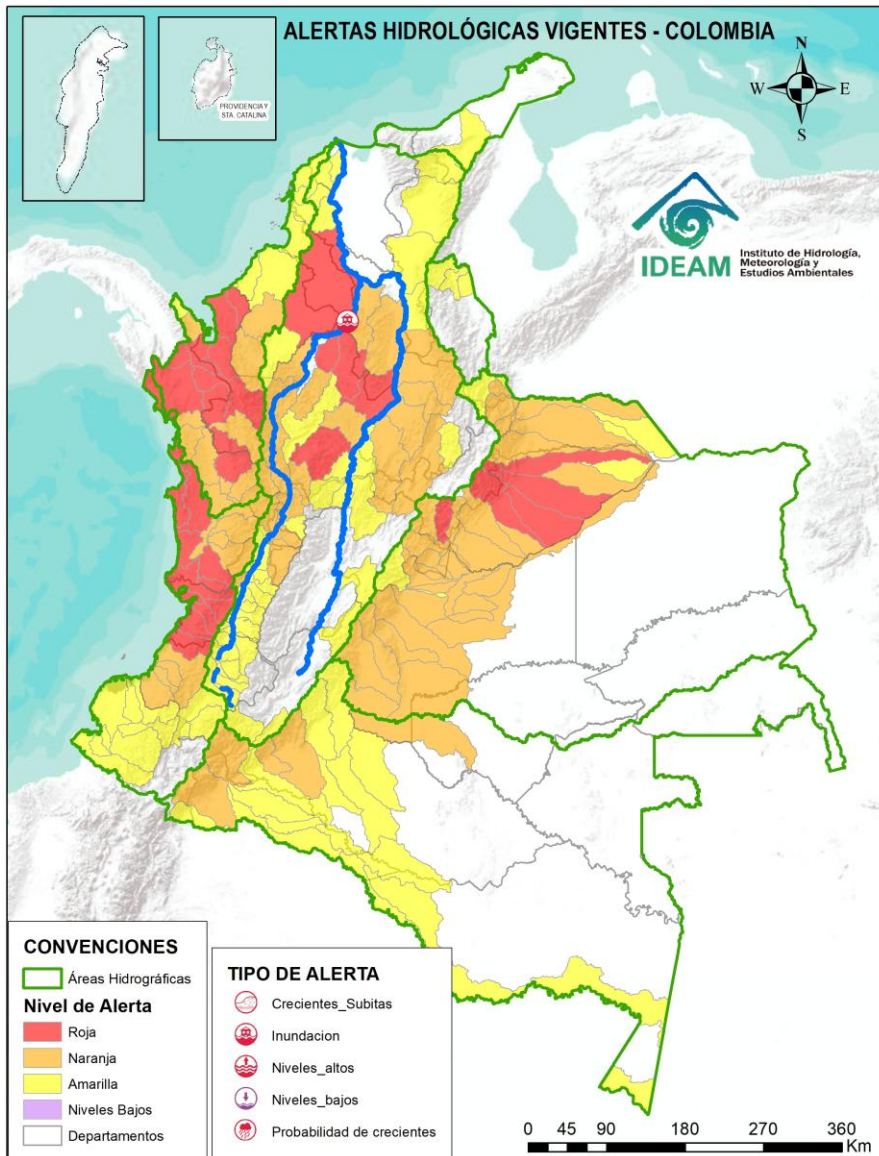 ALERTAS HIDROLÓGICAS VIGENTES - COLOMBIA
PROVIDENCIA Y
STA. CATALINA
N
W
E
S
IDEAM
Instituto de Hidrología,
Meteorología y
Estudios Ambientales
CONVENCIONES
Áreas Hidrográficas
Nivel de Alerta
Roja
Naranja
Amarilla
Niveles Bajos
Departamentos
TIPO DE ALERTA
Crecientes_Subitas
Inundacion
Niveles_altos
Niveles_bajos
Probabilidad de crecientes
0 45 90 180 270 360
Km